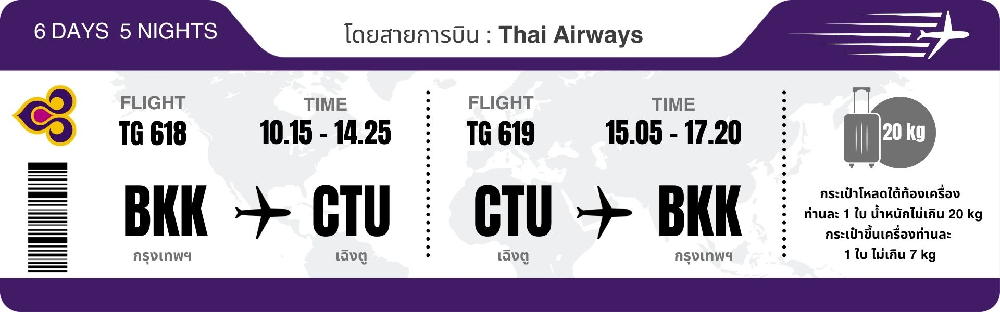 6 DAYS 5 NIGHTS
โดยสายการบิน : Thai Airways
FLIGHT
TG 618
TIME
10.15 - 14.25
BKK
กรุงเทพฯ
CTU
เฉิงตู
FLIGHT
TG 619
TIME
15.05 - 17.20
CTU
เฉิงตู
BKK
กรุงเทพฯ
20 kg
กระเป๋าโหลดใต้ท้องเครื่อง
ท่านละ 1 ใบ น้ำหนักไม่เกิน 20 kg
กระเป๋าขึ้นเครื่องท่านละ
1 ใบ ไม่เกิน 7 kg